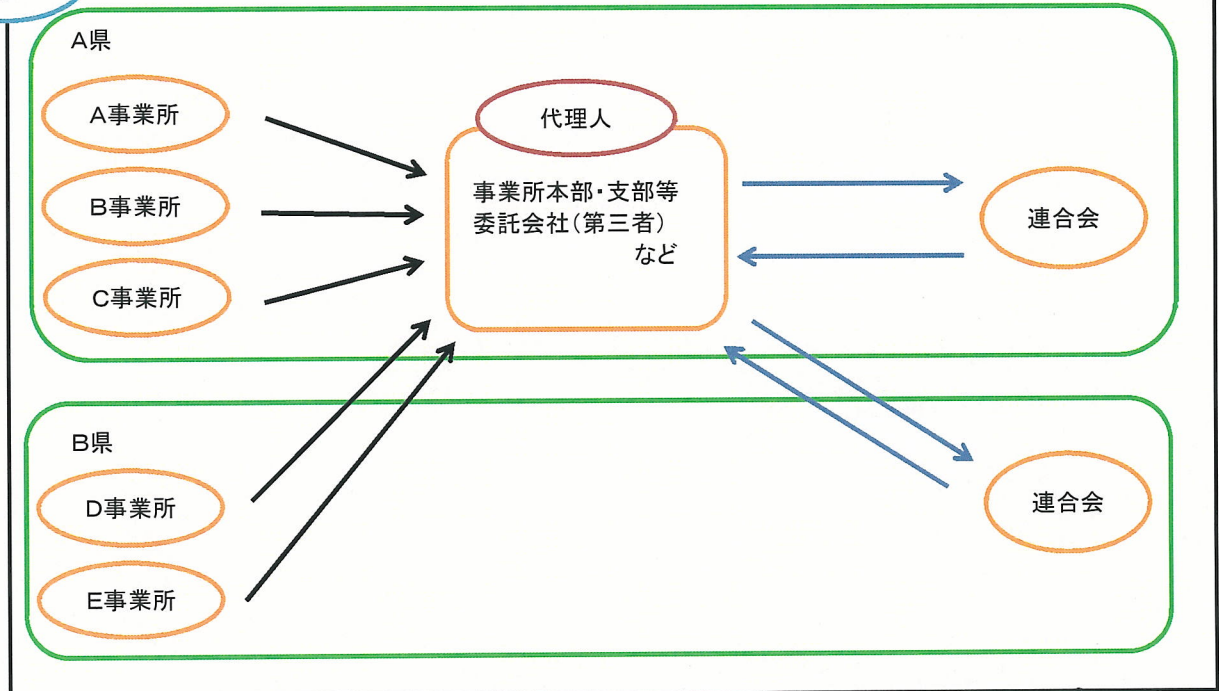 A県
A事業所
B事業所
C事業所
代理人
事業所本部・支部等
委託会社(第三者)
など
連合会
B県
D事業所
E事業所
連合会